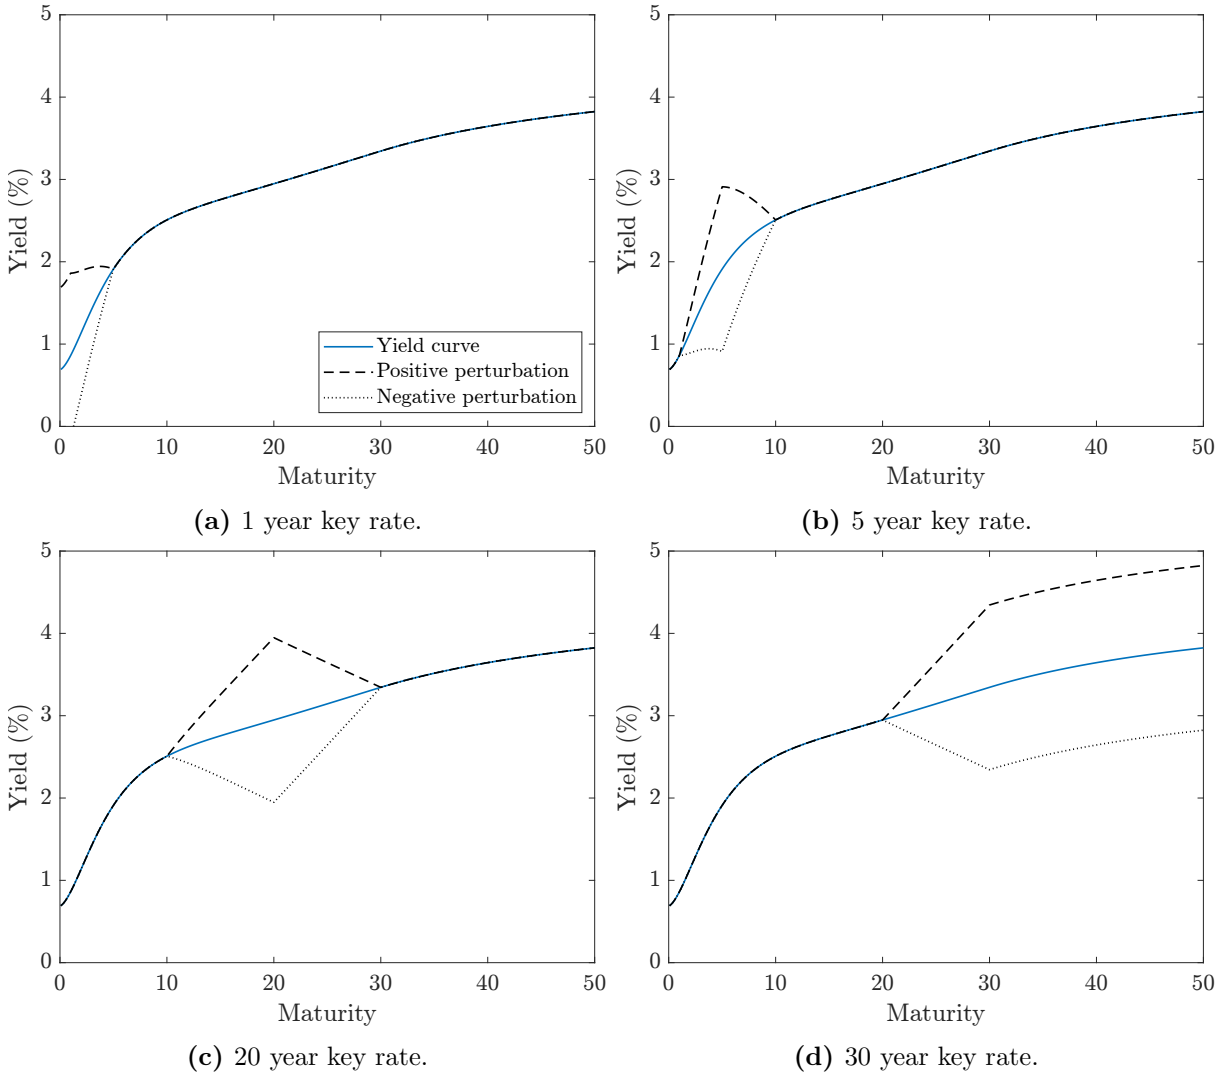 5
4
3
2
1
0
Yield (%)
0 10 20 30 40 50
Maturity
Yield curve
Positive perturbation
Negative perturbation
(a) 1 year key rate.
5
4
3
2
1
0
Yield (%)
0 10 20 30 40 50
Maturity
(b) 5 year key rate.
5
4
3
2
1
0
Yield (%)
0 10 20 30 40 50
Maturity
(c) 20 year key rate.
5
4
3
2
1
0
Yield (%)
0 10 20 30 40 50
Maturity
(d) 30 year key rate.